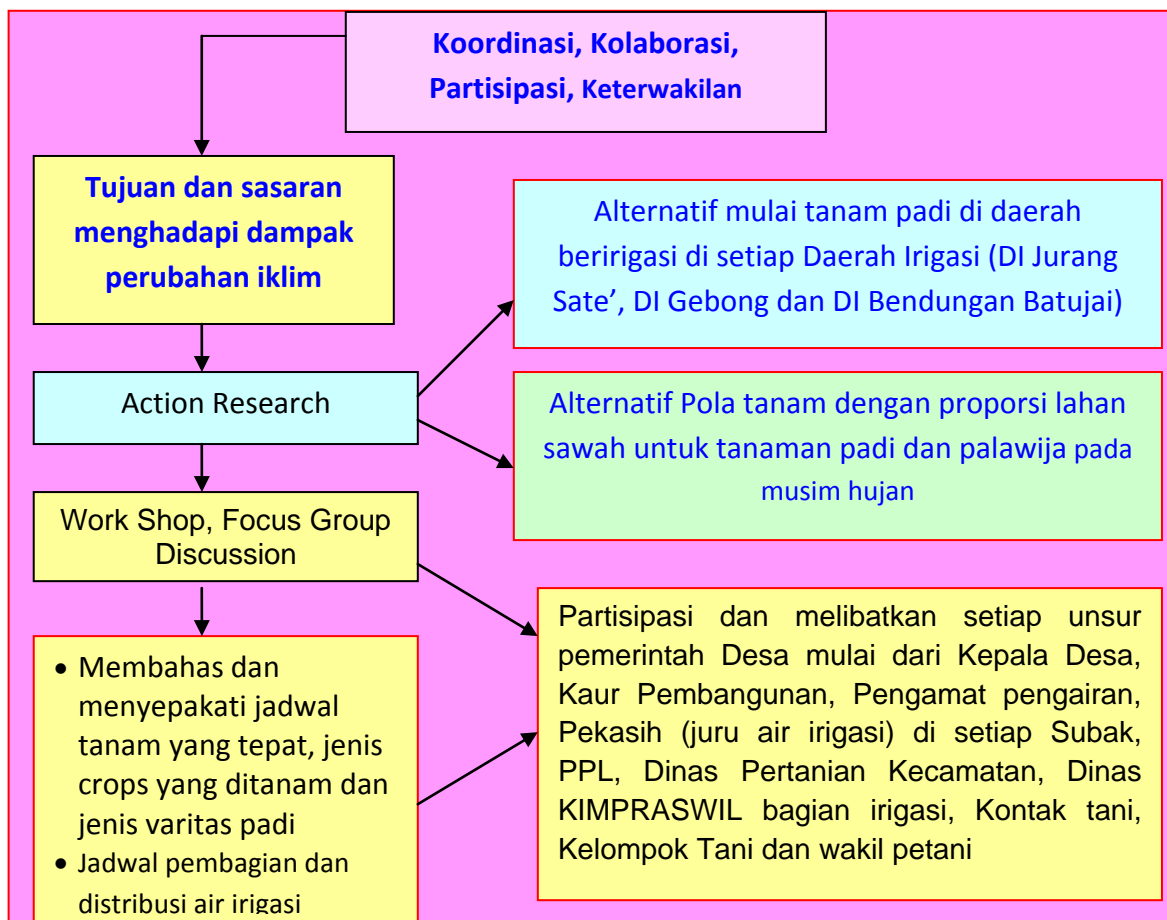 Koordinasi, Kolaborasi,
Partisipasi, Keterwakilan
Tujuan dan sasaran
menghadapi dampak
perubahan iklim
Alternatif mulai tanam padi di daerah
beririgasi di setiap Daerah Irigasi (DI Jurang
Sate’, DI Gebong dan DI Bendungan Batujai)
Action Research
Alternatif Pola tanam dengan proporsi lahan
sawah untuk tanaman padi dan palawija pada
musim hujan
Work Shop, Focus Group
Discussion
Partisipasi dan melibatkan setiap unsur
pemerintah Desa mulai dari Kepala Desa,
Kaur Pembangunan, Pengamat pengairan,
Pekasih (juru air irigasi) di setiap Subak,
PPL, Dinas Pertanian Kecamatan, Dinas
KIMPRASWIL bagian irigasi, Kontak tani,
Kelompok Tani dan wakil petani
• Membahas dan
menyepakati jadwal
tanam yang tepat, jenis
crops yang ditanam dan
jenis varitas padi
• Jadwal pembagian dan
distribusi air irigasi